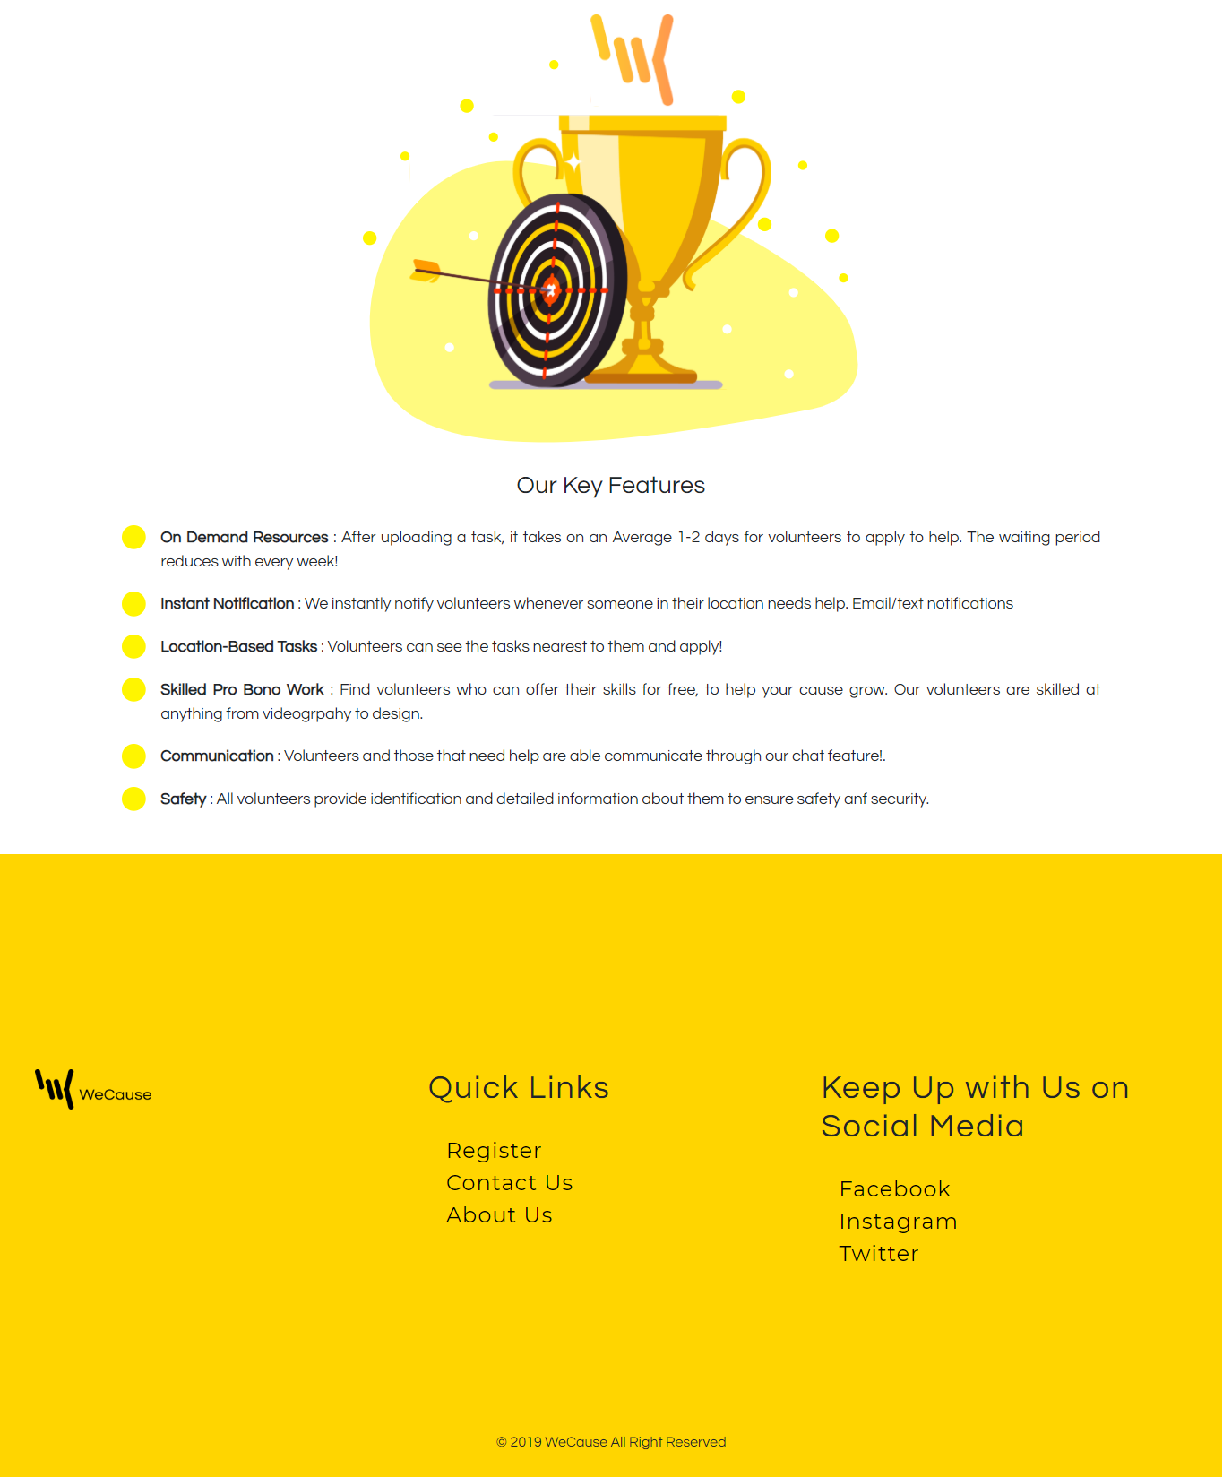 Our Key Features
On Demand Resources : After uploading a task, it takes on an Average 1-2 days for volunteers to apply to help. The waiting period
reduces with every week!
Instant Notification : We instantly notify volunteers whenever someone in their location needs help. Email/text notifications
Location-Based Tasks : Volunteers can see the tasks nearest to them and apply!
Skilled Pro Bono Work : Find volunteers who can offer their skills for free, to help your cause grow. Our volunteers are skilled at
anything from videogrpahy to design.
Communication : Volunteers and those that need help are able communicate through our chat feature!.
Safety : All volunteers provide identification and detailed information about them to ensure safety anf security.
WeCause
Quick Links
Register
Contact Us
About Us
Keep Up with Us on
Social Media
Facebook
Instagram
Twitter
© 2019 WeCause All Right Reserved